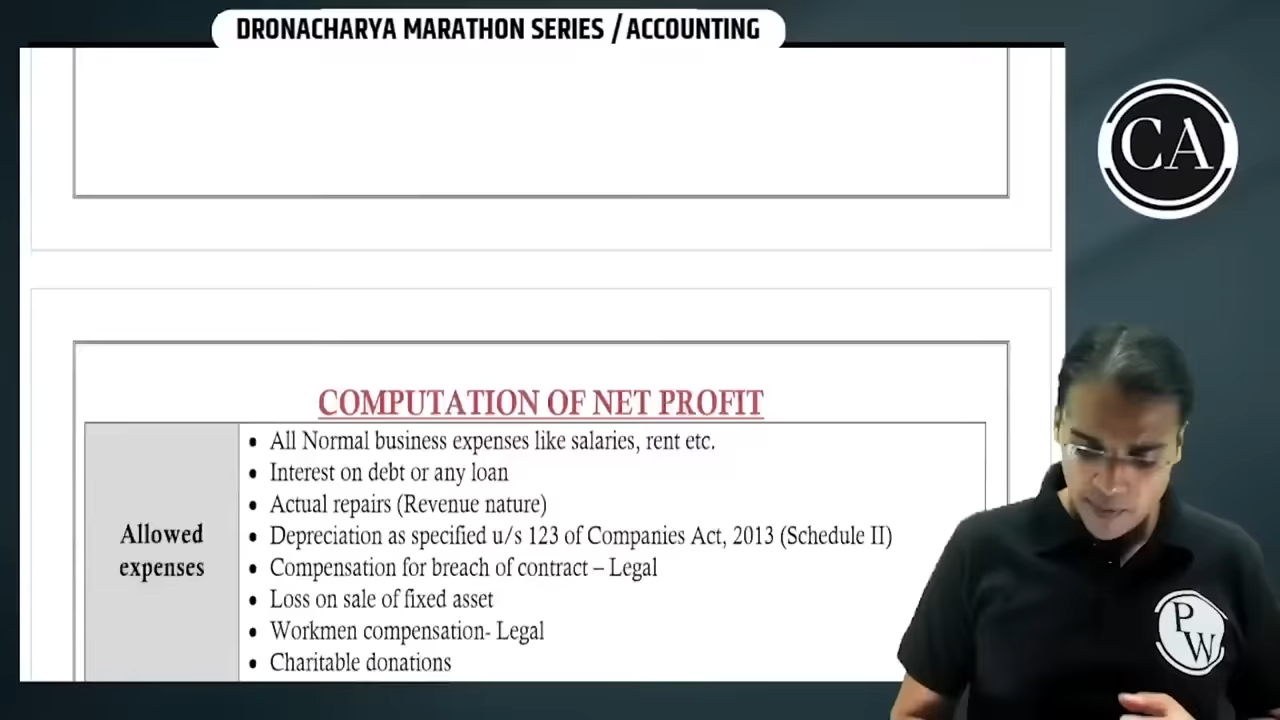 DRONACHARYA MARATHON SERIES / ACCOUNTING
CA
COMPUTATION OF NET PROFIT
Allowed
expenses
• All Normal business expenses like salaries, rent etc.
• Interest on debt or any loan
• Actual repairs (Revenue nature)
• Depreciation as specified u/s 123 of Companies Act, 2013 (Schedule II)
• Compensation for breach of contract – Legal
• Loss on sale of fixed asset
• Workmen compensation- Legal
• Charitable donations
P
W